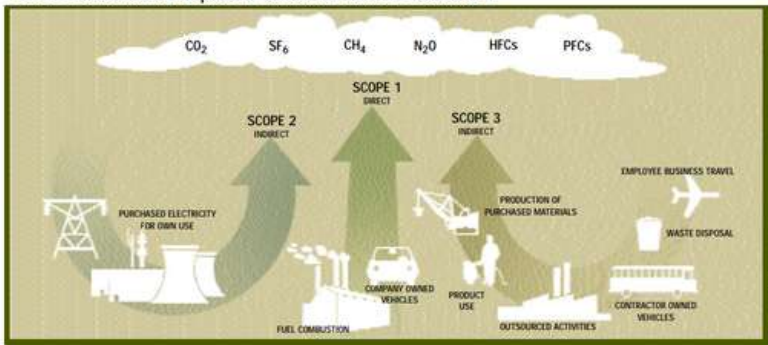 CO₂ SF₆ CH₄ N₂O HFCs PFCs
SCOPE 1
DIRECT
SCOPE 2
INDIRECT
SCOPE 3
INDIRECT
PURCHASED ELECTRICITY
FOR OWN USE
FUEL COMBUSTION
COMPANY OWNED
VEHICLES
PRODUCTION OF
PURCHASED MATERIALS
PRODUCT
USE
OUTSOURCED ACTIVITIES
EMPLOYEE BUSINESS TRAVEL
WASTE DISPOSAL
CONTRACTOR OWNED
VEHICLES